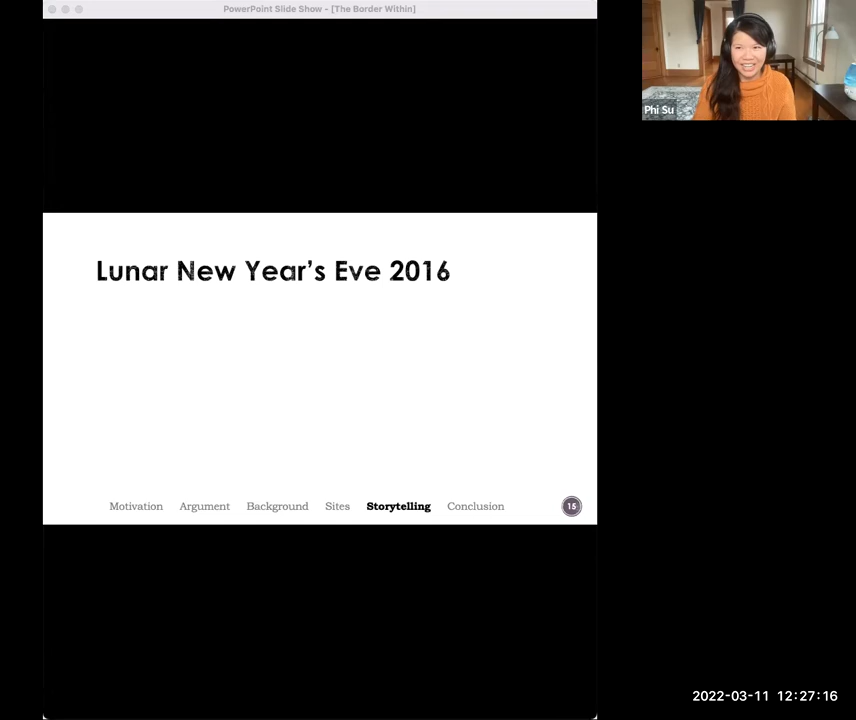 PowerPoint Slide Show - [The Border Within]
Phi Su
Lunar New Year's Eve 2016
Motivation Argument Background Sites Storytelling Conclusion 15
2022-03-11 12:27:16